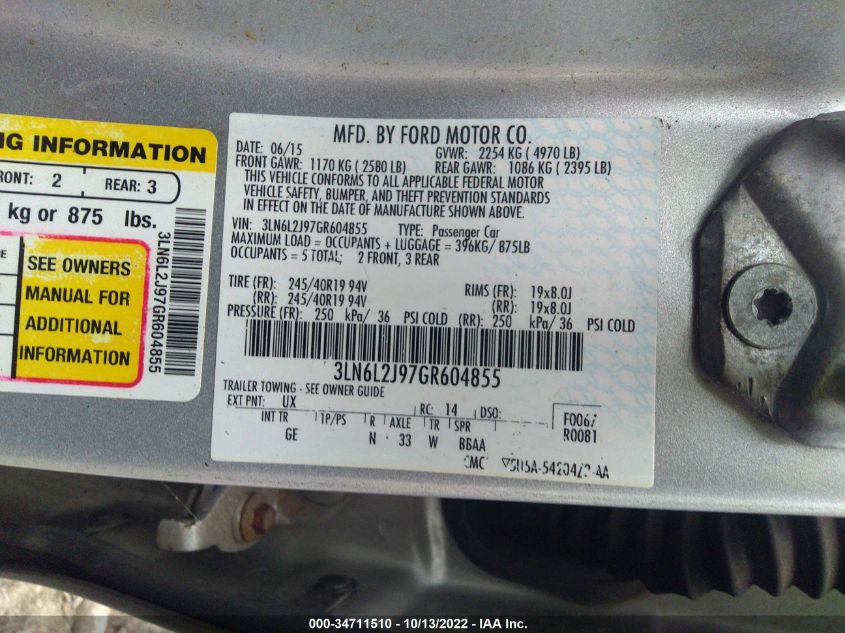 NG INFORMATION
FRONT: 2 REAR: 3
kg or 875 lbs.
SEE OWNERS
MANUAL FOR
ADDITIONAL
INFORMATION
3LN6L2J97GR604855
MFD. BY FORD MOTOR CO.
DATE: 06/15 GVWR: 2254 KG ( 4970 LB)
FRONT GAWR: 1170 KG ( 2580 LB) REAR GAWR: 1086 KG ( 2395 LB)
THIS VEHICLE CONFORMS TO ALL APPLICABLE FEDERAL MOTOR
VEHICLE SAFETY, BUMPER, AND THEFT PREVENTION STANDARDS
IN EFFECT ON THE DATE OF MANUFACTURE SHOWN ABOVE.
VIN: 3LN6L2J97GR604855 TYPE: Passenger Car
MAXIMUM LOAD = OCCUPANTS + LUGGAGE = 396KG/ 875LB
OCCUPANTS = 5 TOTAL; 2 FRONT, 3 REAR
TIRE (FR): 245/40R19 94V RIMS (FR): 19x8.0J
(RR): 245/40R19 94V (RR): 19x8.0J
PRESSURE (FR): 250 kPa/ 36 PSI COLD (RR): 250 kPa/ 36 PSI COLD
3LN6L2J97GR604855
TRAILER TOWING - SEE OWNER GUIDE
EXT PNT: UX RC: 14 DSO: F0067
INT TR TP/PS R AXLE TR SPR R0081
GE N 33 W BBAA
000-34711510 - 10/13/2022 - IAA Inc.